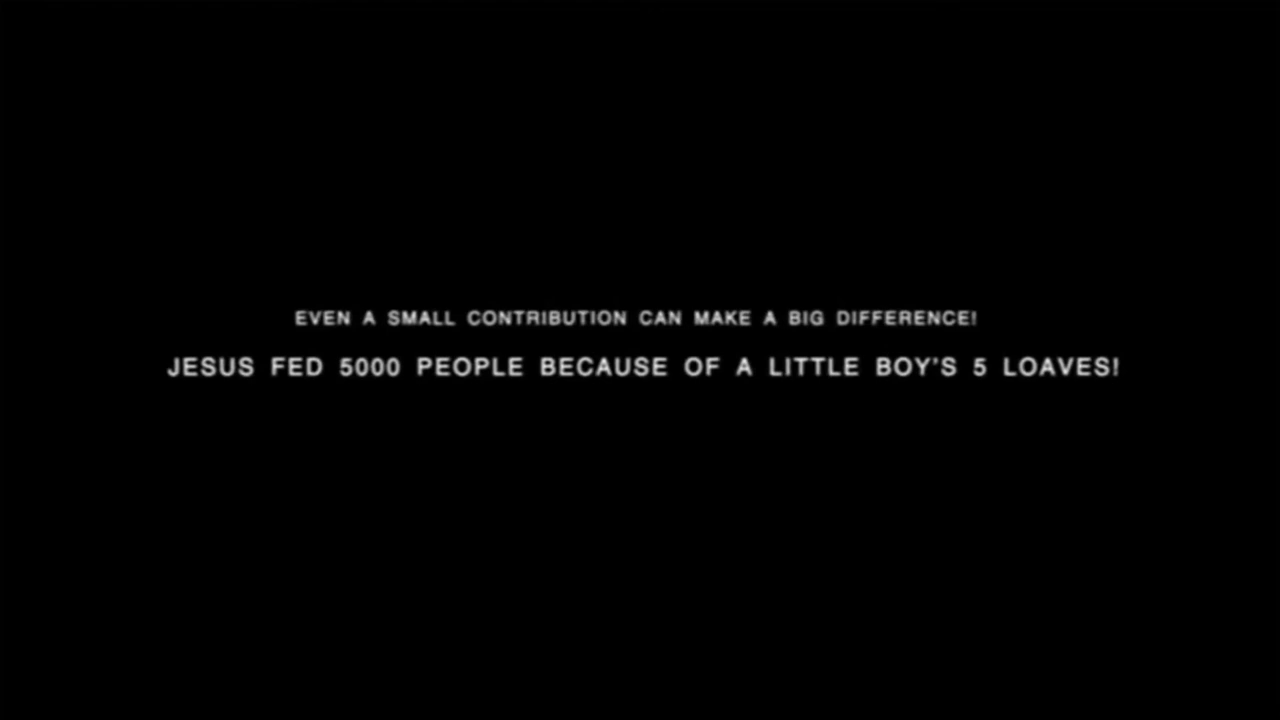 EVEN A SMALL CONTRIBUTION CAN MAKE A BIG DIFFERENCE!
JESUS FED 5000 PEOPLE BECAUSE OF A LITTLE BOY'S 5 LOAVES!